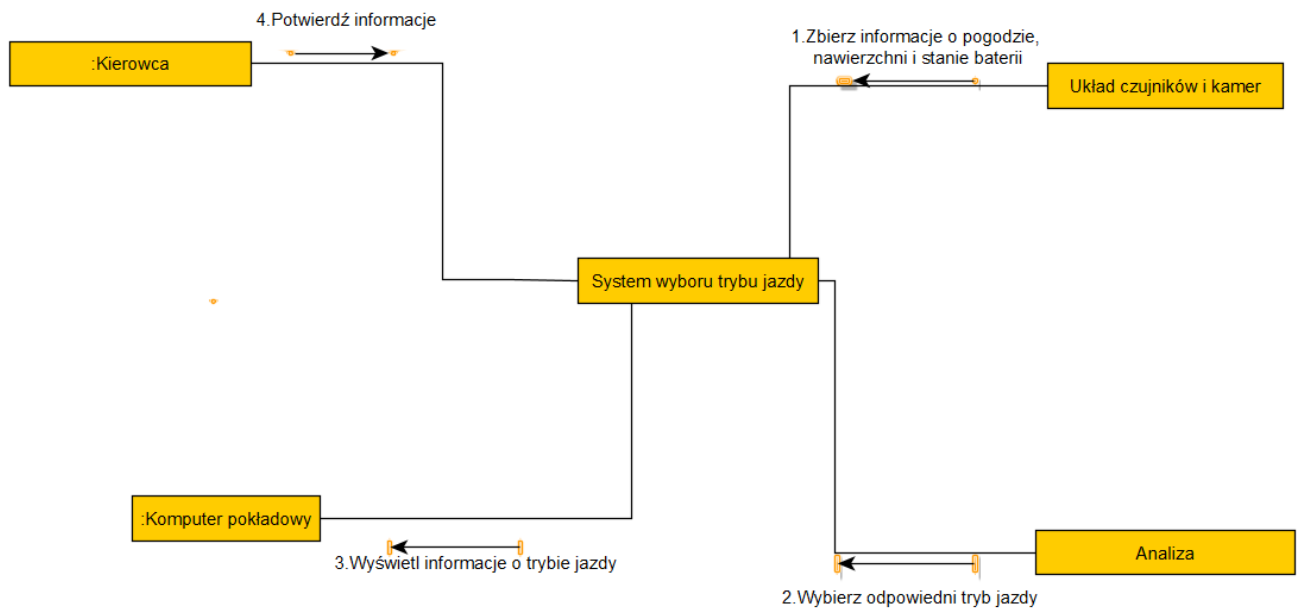 4.Potwierdź informacje
:Kierowca
1.Zbierz informacje o pogodzie,
nawierzchni i stanie baterii
Układ czujników i kamer
System wyboru trybu jazdy
:Komputer pokładowy
3.Wyświetl informacje o trybie jazdy
Analiza
2.Wybierz odpowiedni tryb jazdy